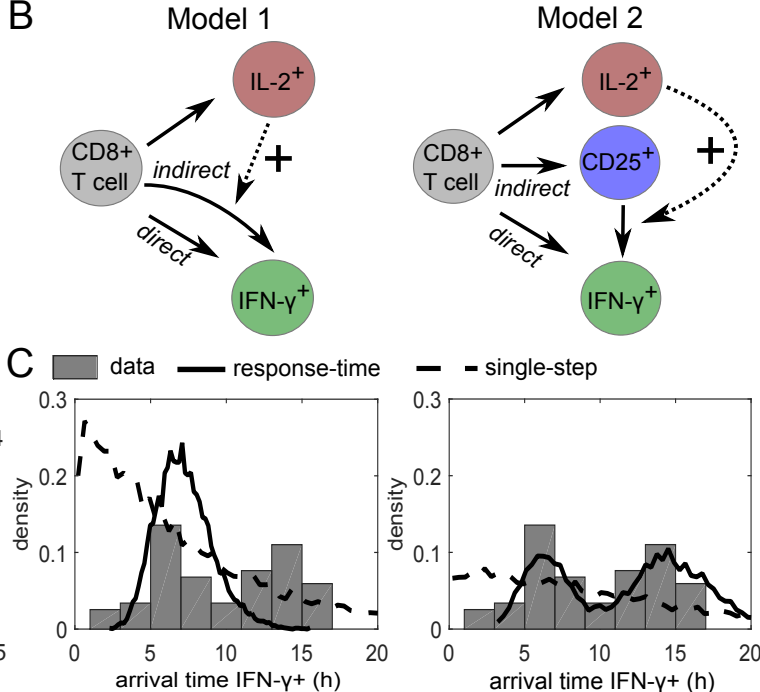 B
Model 1
Model 2
IL-2+
CD8+
T cell
indirect
+
direct
IFN-γ+
IL-2+
CD8+
T cell
CD25+
indirect
+
direct
IFN-γ+
C
data
response-time
single-step
0.3
0.2
0.1
0
density
0 5 10 15 20
arrival time IFN-γ+ (h)
0.3
0.2
0.1
0
density
0 5 10 15 20
arrival time IFN-γ+ (h)
4
5